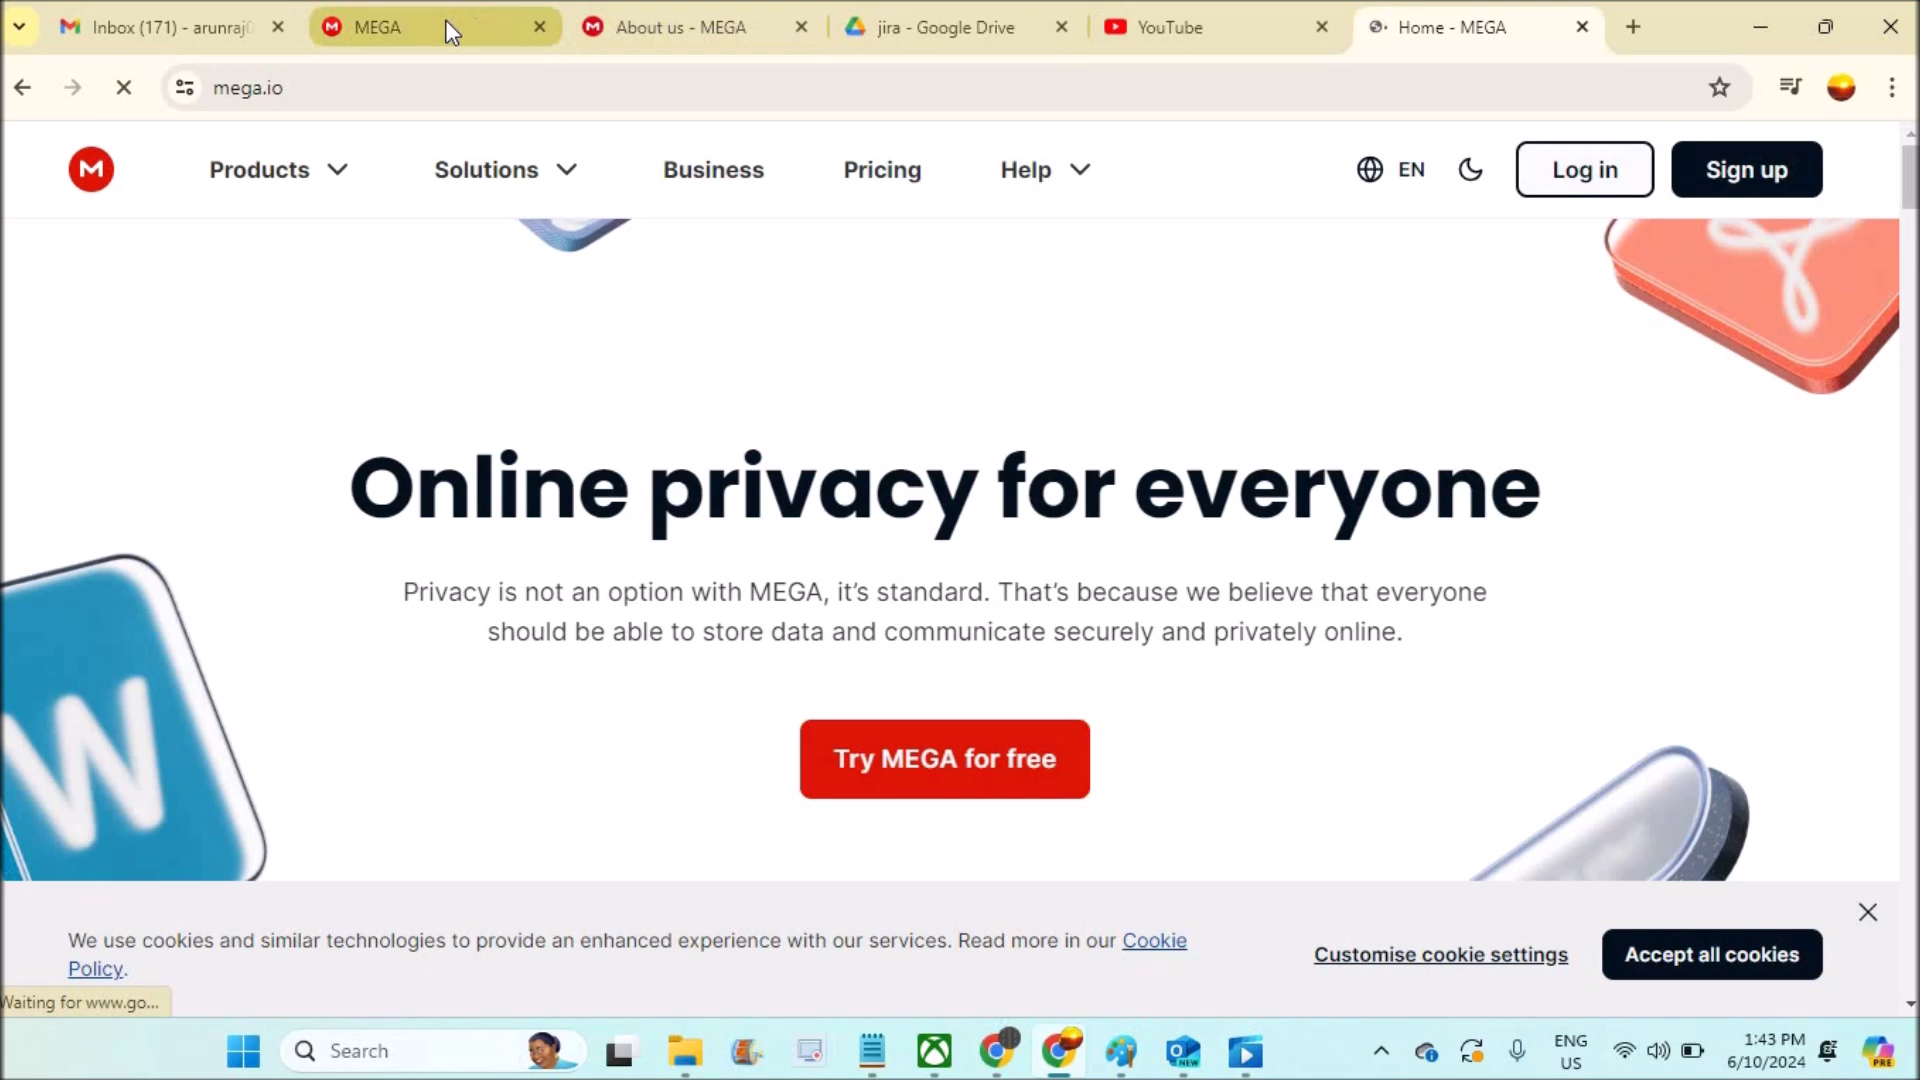 Inbox (171) - arunraj
MEGA
About us - MEGA
jira - Google Drive
YouTube
Home - MEGA
mega.io
Products
Solutions
Business
Pricing
Help
EN
Log in
Sign up
Online privacy for everyone
Privacy is not an option with MEGA, it's standard. That's because we believe that everyone
should be able to store data and communicate securely and privately online.
Try MEGA for free
W
We use cookies and similar technologies to provide an enhanced experience with our services. Read more in our Cookie
Policy.
Customise cookie settings
Accept all cookies
Waiting for www.go...
Search
NEW
ENG
US
1:43 PM
6/10/2024
PRE